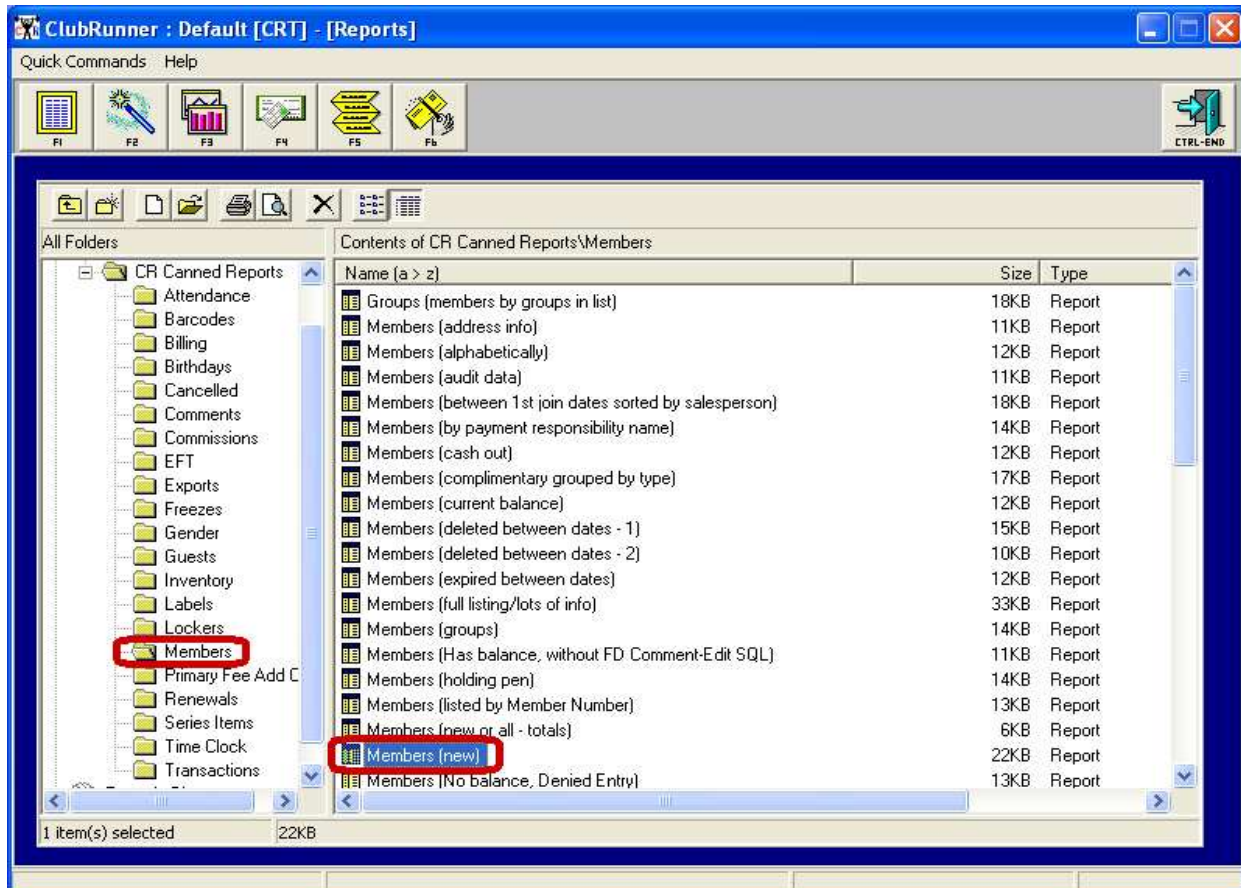 ClubRunner : Default [CRT] - [Reports]
Quick Commands Help
F1 F2 F3 F4 F5 F6 CTRL-END
All Folders
Contents of CR Canned Reports\Members
CR Canned Reports
Attendance
Barcodes
Billing
Birthdays
Cancelled
Comments
Commissions
EFT
Exports
Freezes
Gender
Guests
Inventory
Labels
Lockers
Members
Primary Fee Add C
Renewals
Series Items
Time Clock
Transactions
Name (a > z) Size Type
Groups (members by groups in list) 18KB Report
Members (address info) 11KB Report
Members (alphabetically) 12KB Report
Members (audit data) 11KB Report
Members (between 1st join dates sorted by salesperson) 18KB Report
Members (by payment responsibility name) 14KB Report
Members (cash out) 12KB Report
Members (complimentary grouped by type) 17KB Report
Members (current balance) 12KB Report
Members (deleted between dates - 1) 15KB Report
Members (deleted between dates - 2) 10KB Report
Members (expired between dates) 12KB Report
Members (full listing/lots of info) 33KB Report
Members (groups) 14KB Report
Members (Has balance, without FD Comment-Edit SQL) 11KB Report
Members (holding pen) 14KB Report
Members (listed by Member Number) 13KB Report
Members (new or all - totals) 6KB Report
Members (new) 22KB Report
Members (No balance, Denied Entry) 13KB Report
1 item(s) selected 22KB